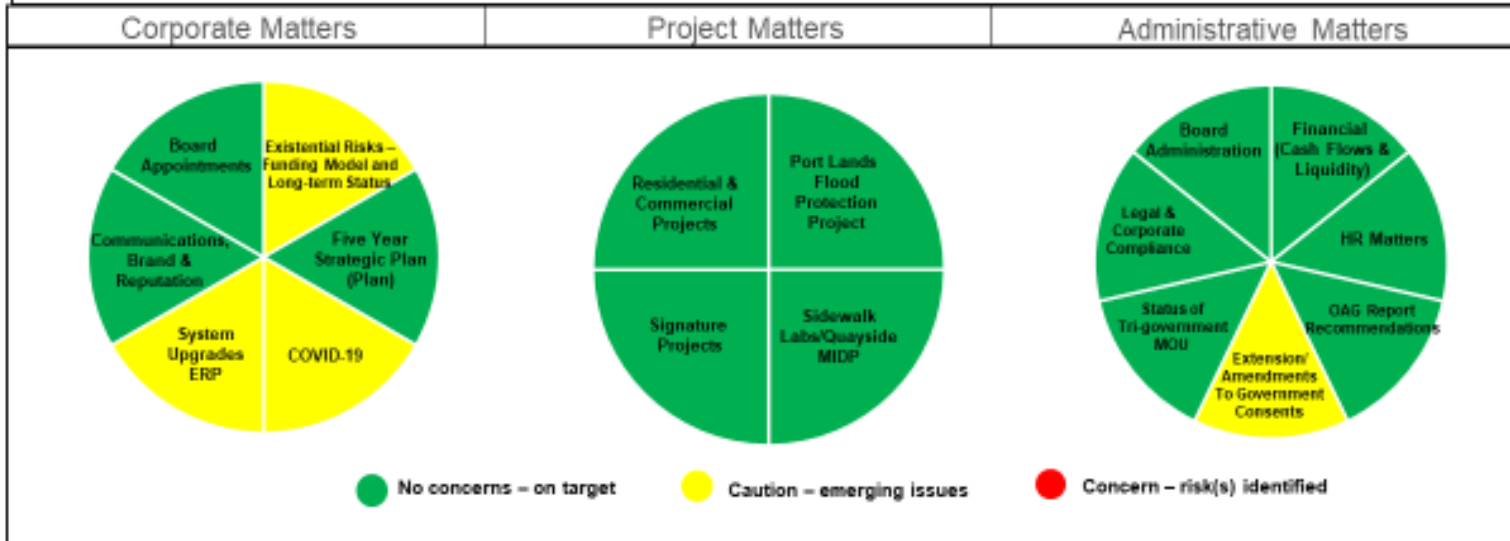 Corporate Matters
Project Matters
Administrative Matters
Board
Appointments
Existential Risks –
Funding Model and
Long-term Status
Communications,
Brand &
Reputation
Five Year
Strategic Plan
(Plan)
System
Upgrades
ERP
COVID-19
Residential &
Commercial
Projects
Port Lands
Flood
Protection
Project
Signature
Projects
Sidewalk
Labs/Quayside
MIDP
Board
Administration
Financial
(Cash Flows &
Liquidity)
Legal &
Corporate
Compliance
HR Matters
Status of
Tri-government
MOU
OAG Report
Recommendations
Extension/
Amendments
To Government
Consents
No concerns – on target
Caution – emerging issues
Concern – risk(s) identified